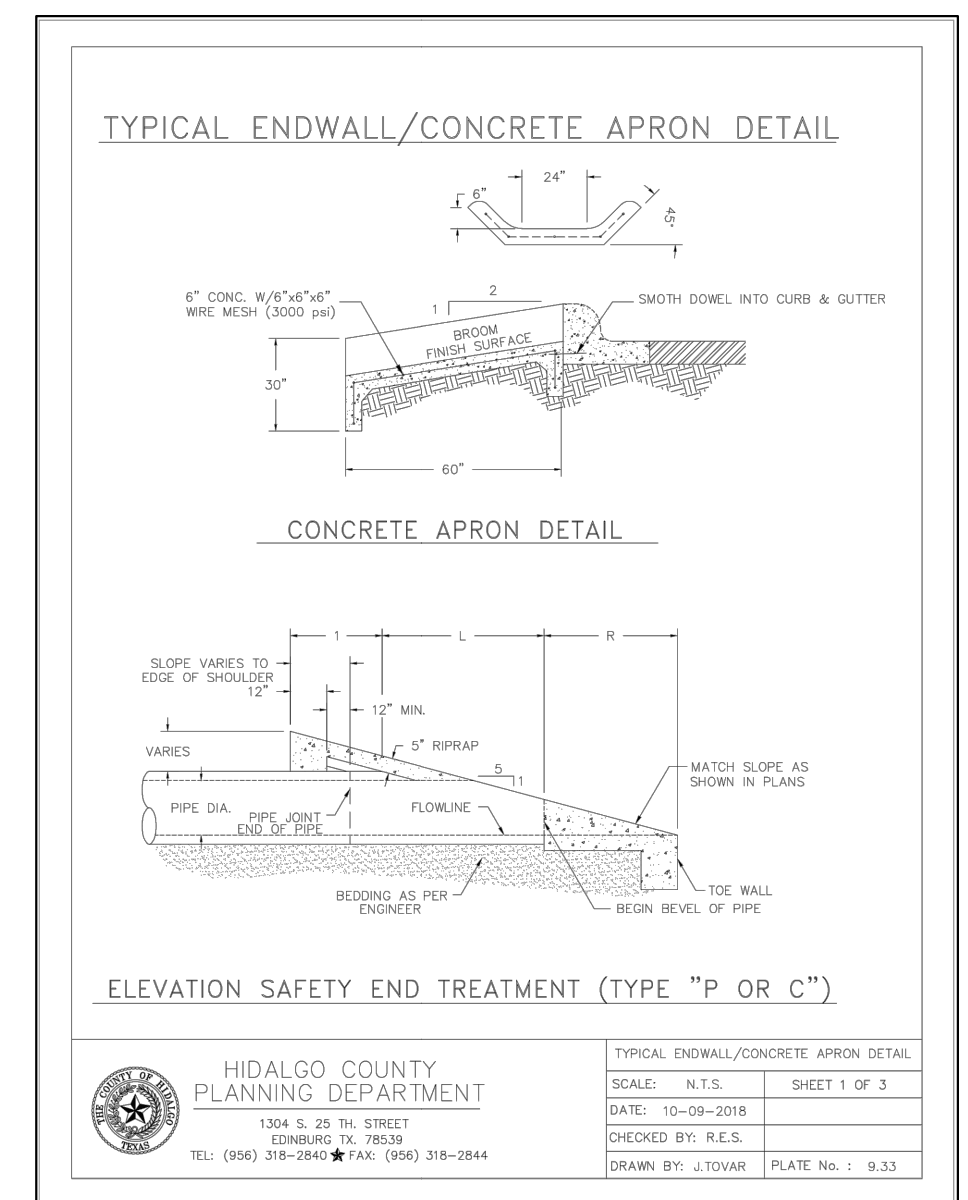 TYPICAL ENDWALL/CONCRETE APRON DETAIL
24"
6"
45°
6" CONC. W/6"x6"x6"
WIRE MESH (3000 psi)
2
1
SMOTH DOWEL INTO CURB & GUTTER
BROOM
FINISH SURFACE
30"
60"
CONCRETE APRON DETAIL
1
L
R
SLOPE VARIES TO
EDGE OF SHOULDER
12"
12" MIN.
VARIES
5" RIPRAP
5
1
MATCH SLOPE AS
SHOWN IN PLANS
PIPE DIA.
PIPE JOINT
END OF PIPE
FLOWLINE
BEDDING AS PER
ENGINEER
TOE WALL
BEGIN BEVEL OF PIPE
ELEVATION SAFETY END TREATMENT (TYPE "P OR C")
THE COUNTY OF HIDALGO
TEXAS
HIDALGO COUNTY
PLANNING DEPARTMENT
1304 S. 25 TH. STREET
EDINBURG TX. 78539
TEL: (956) 318-2840 FAX: (956) 318-2844
TYPICAL ENDWALL/CONCRETE APRON DETAIL
SCALE: N.T.S.
SHEET 1 OF 3
DATE: 10-09-2018
CHECKED BY: R.E.S.
DRAWN BY: J.TOVAR
PLATE No. : 9.33